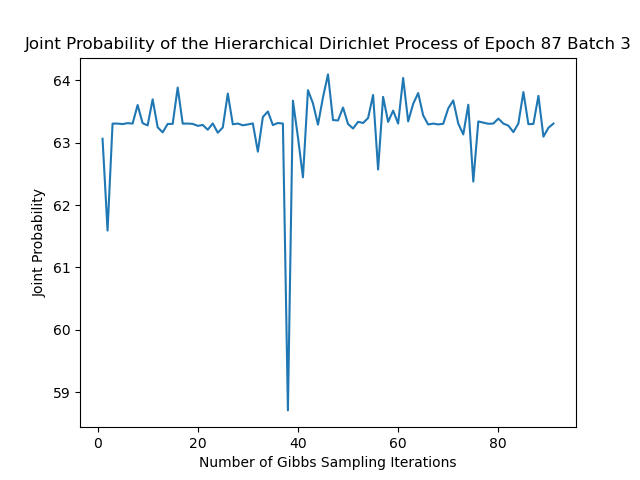 Joint Probability of the Hierarchical Dirichlet Process of Epoch 87 Batch 3
64
63
62
61
60
59
Joint Probability
0 20 40 60 80
Number of Gibbs Sampling Iterations